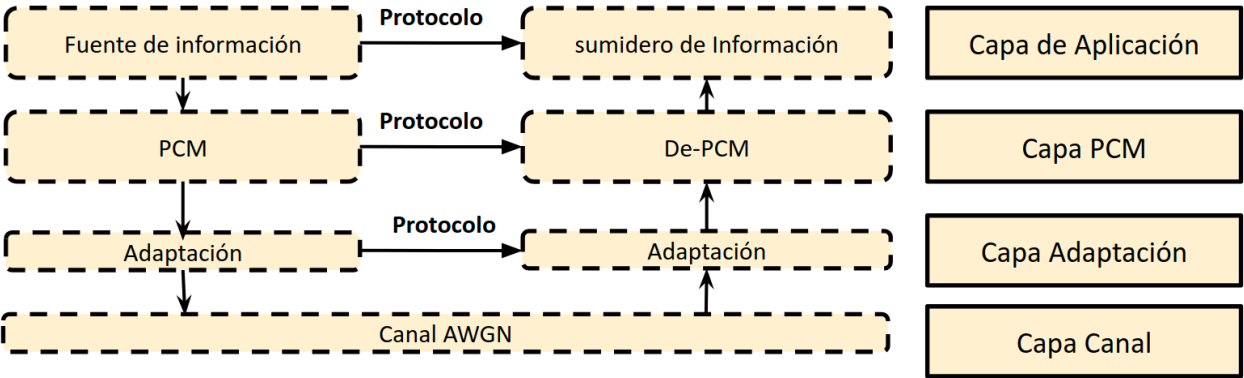 Protocolo
Fuente de información
sumidero de Información
Capa de Aplicación
Protocolo
PCM
De-PCM
Capa PCM
Protocolo
Adaptación
Adaptación
Capa Adaptación
Canal AWGN
Capa Canal